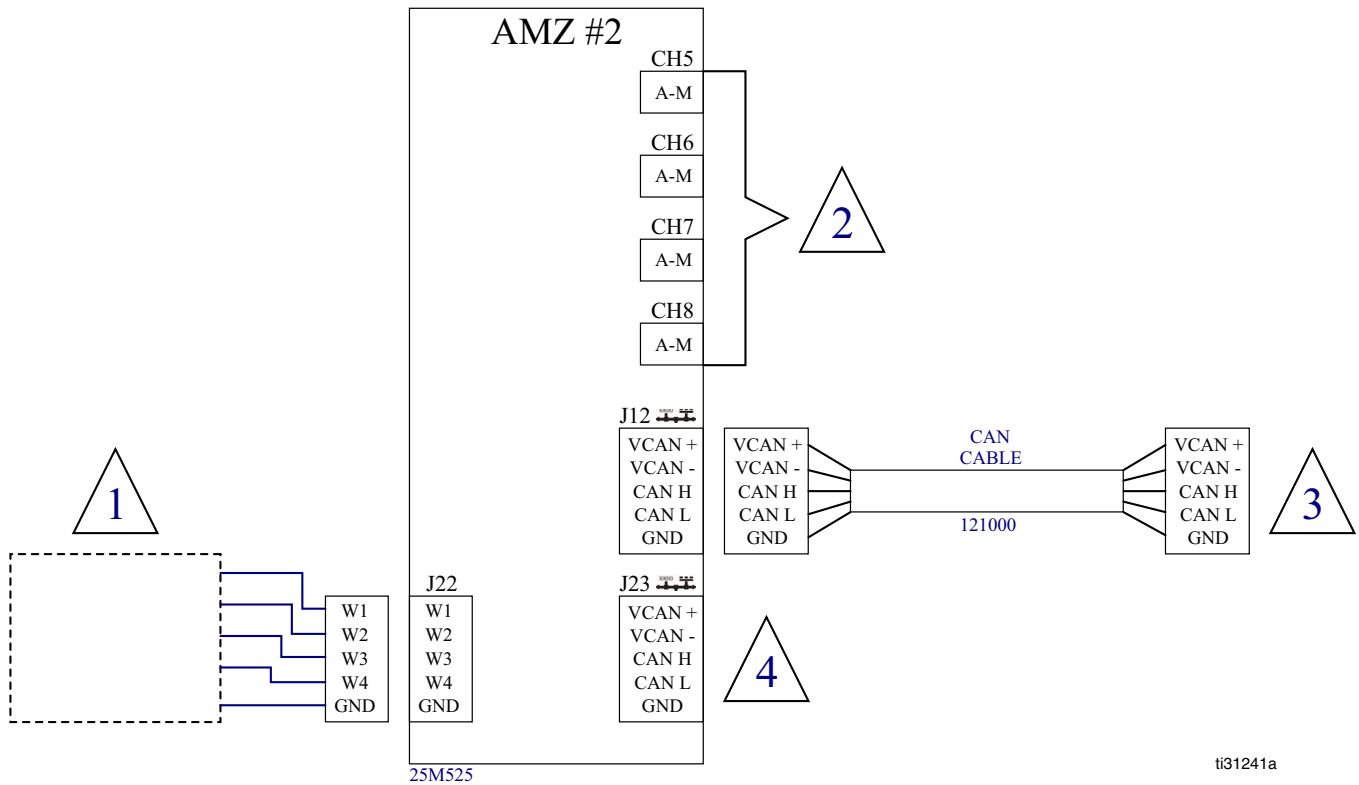 AMZ #2
CH5
A-M
CH6
A-M
CH7
A-M
CH8
A-M
2
J12
VCAN +
VCAN -
CAN H
CAN L
GND
VCAN +
VCAN -
CAN H
CAN L
GND
CAN
CABLE
121000
VCAN +
VCAN -
CAN H
CAN L
GND
3
1
W1
W2
W3
W4
GND
J22
W1
W2
W3
W4
GND
J23
VCAN +
VCAN -
CAN H
CAN L
GND
4
25M525
ti31241a